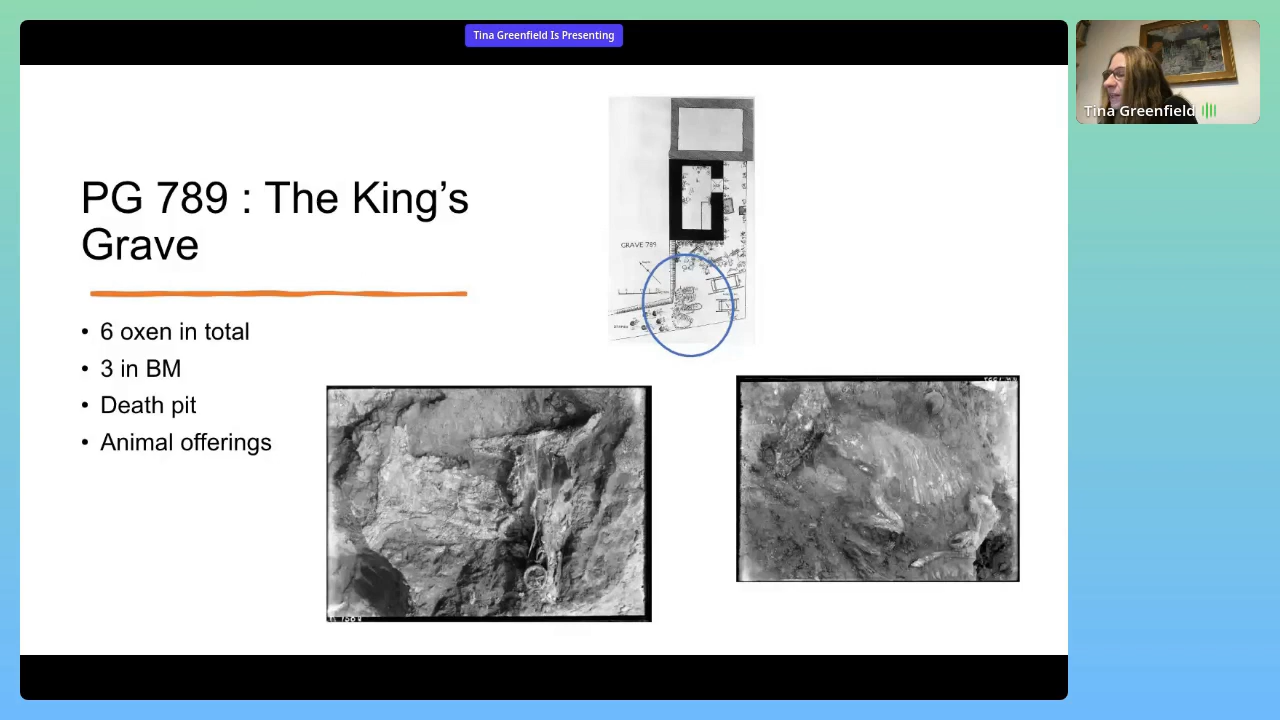 Tina Greenfield Is Presenting
Tina Greenfield
PG 789 : The King’s
Grave
• 6 oxen in total
• 3 in BM
• Death pit
• Animal offerings
GRAVE 789.